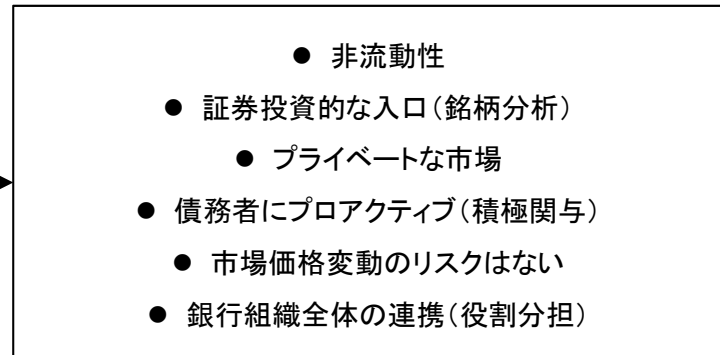 ● 非流動性
● 証券投資的な入口（銘柄分析）
● プライベートな市場
● 債務者にプロアクティブ（積極関与）
● 市場価格変動のリスクはない
● 銀行組織全体の連携（役割分担）